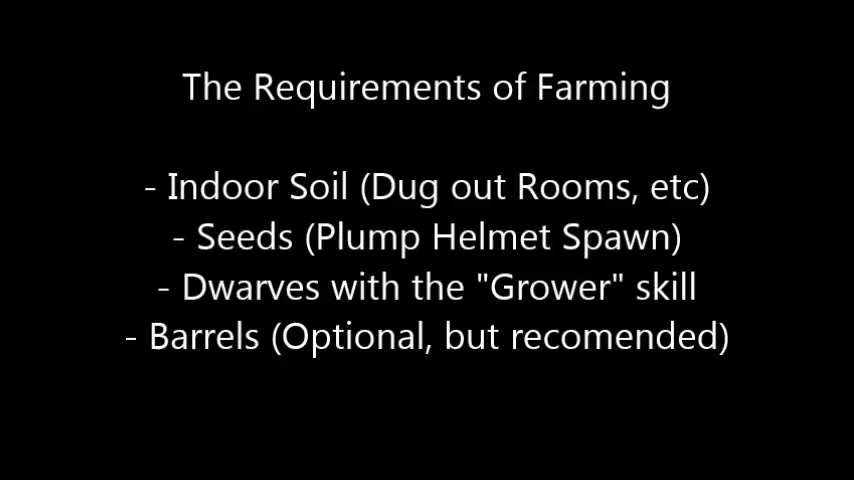 The Requirements of Farming
- Indoor Soil (Dug out Rooms, etc)
- Seeds (Plump Helmet Spawn)
- Dwarves with the "Grower" skill
- Barrels (Optional, but recomended)